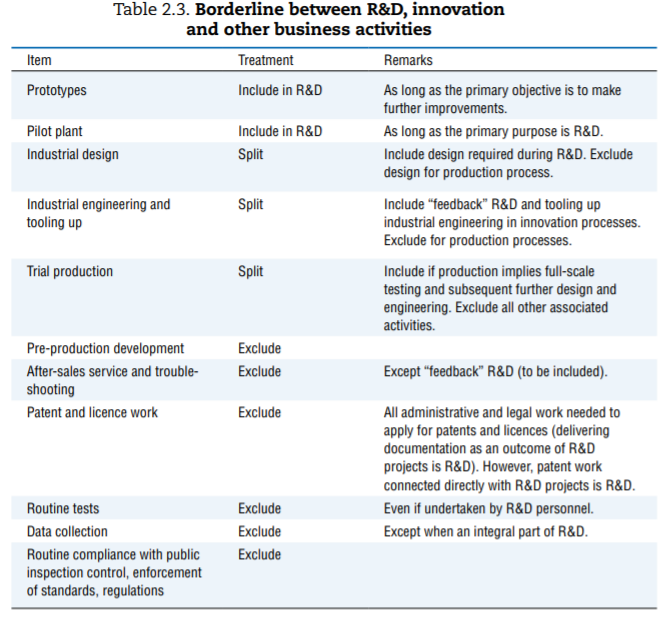 Table 2.3. Borderline between R&D, innovation
and other business activities
Item Treatment Remarks
Prototypes Include in R&D As long as the primary objective is to make
further improvements.
Pilot plant Include in R&D As long as the primary purpose is R&D.
Industrial design Split Include design required during R&D. Exclude
design for production process.
Industrial engineering and Split Include “feedback” R&D and tooling up
tooling up industrial engineering in innovation processes.
Exclude for production processes.
Trial production Split Include if production implies full-scale
testing and subsequent further design and
engineering. Exclude all other associated
activities.
Pre-production development Exclude
After-sales service and trouble- Exclude Except “feedback” R&D (to be included).
shooting
Patent and licence work Exclude All administrative and legal work needed to
apply for patents and licences (delivering
documentation as an outcome of R&D
projects is R&D). However, patent work
connected directly with R&D projects is R&D.
Routine tests Exclude Even if undertaken by R&D personnel.
Data collection Exclude Except when an integral part of R&D.
Routine compliance with public Exclude
inspection control, enforcement
of standards, regulations